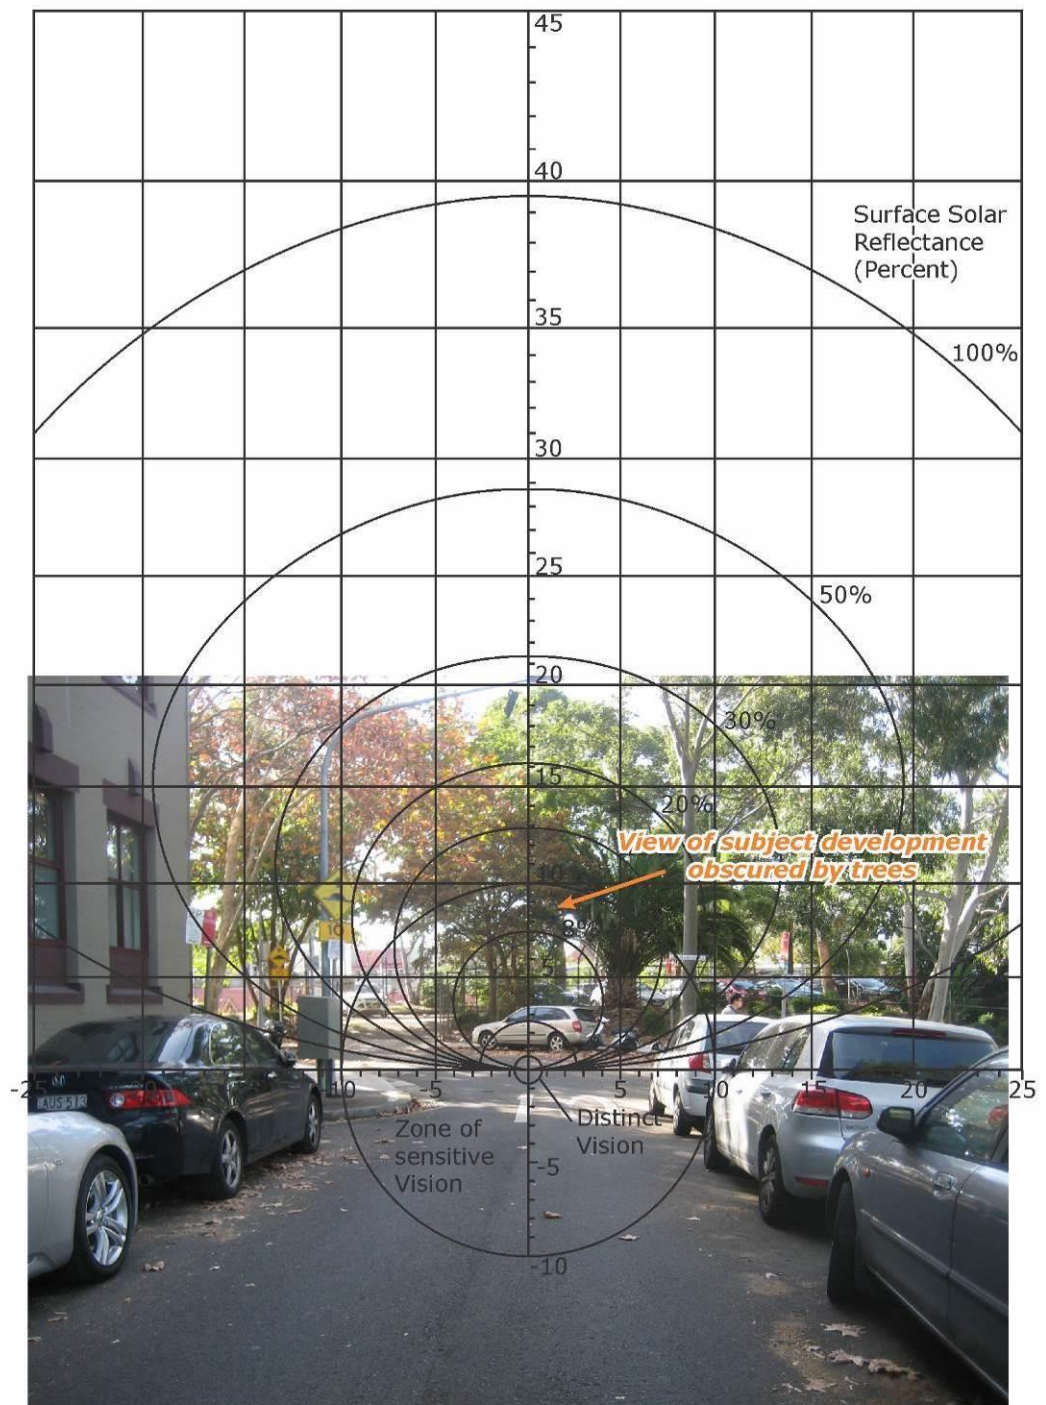 45
40
Surface Solar
Reflectance
(Percent)
35
100%
30
25
50%
20
30%
15
20%
View of subject development
obscured by trees
10
8%
5
-25
-10
-5
5
10
15
20
25
Zone of
sensitive
Vision
Distinct
Vision
-5
-10